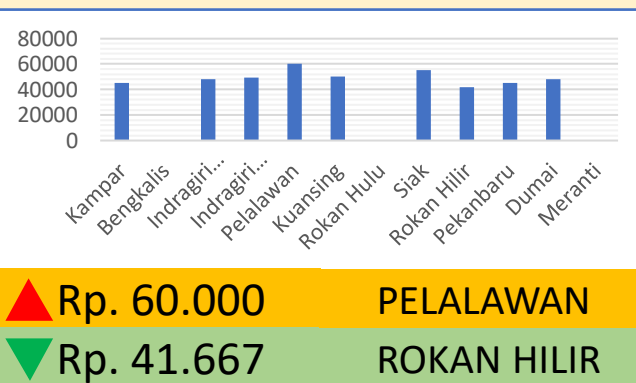 80000
60000
40000
20000
0
Kampar
Bengkalis
Indragiri...
Indragiri...
Pelalawan
Kuansing
Rokan Hulu
Siak
Rokan Hilir
Pekanbaru
Dumai
Meranti
Rp. 60.000 PELALAWAN
Rp. 41.667 ROKAN HILIR